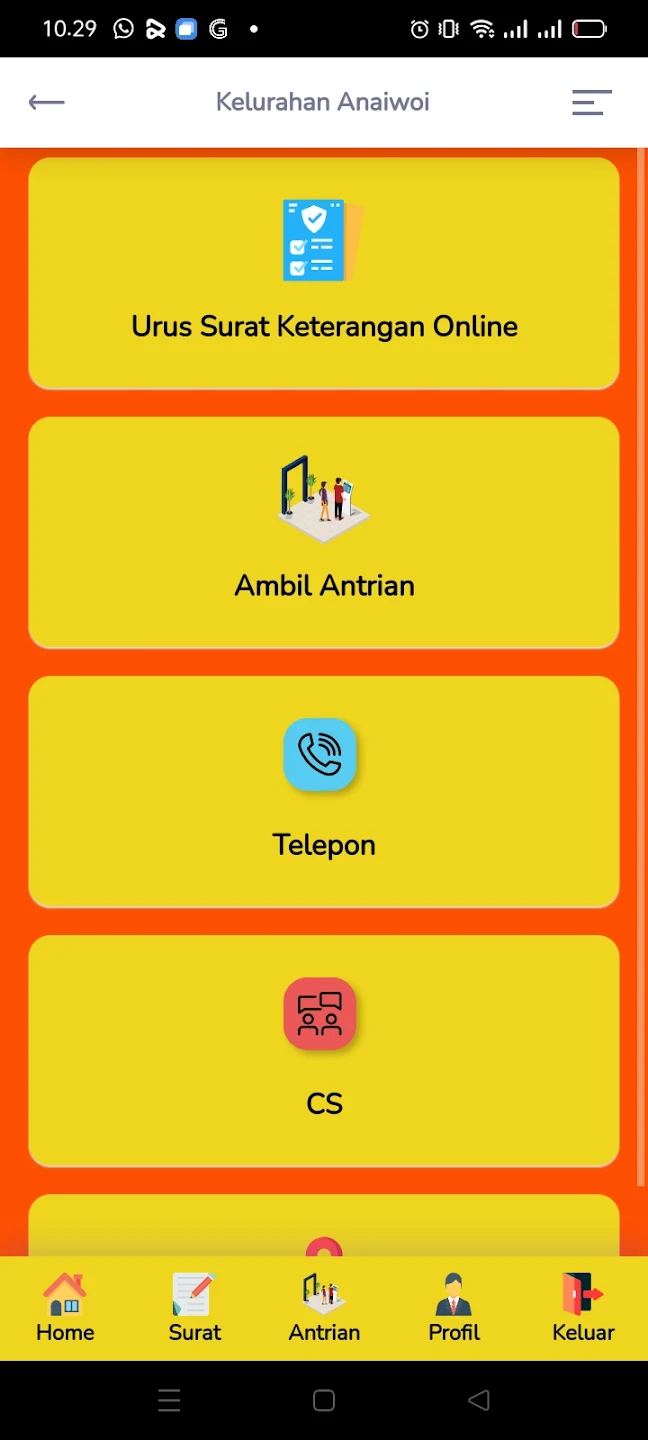 10.29
Kelurahan Anaiwoi
Urus Surat Keterangan Online
Ambil Antrian
Telepon
CS
Home
Surat
Antrian
Profil
Keluar